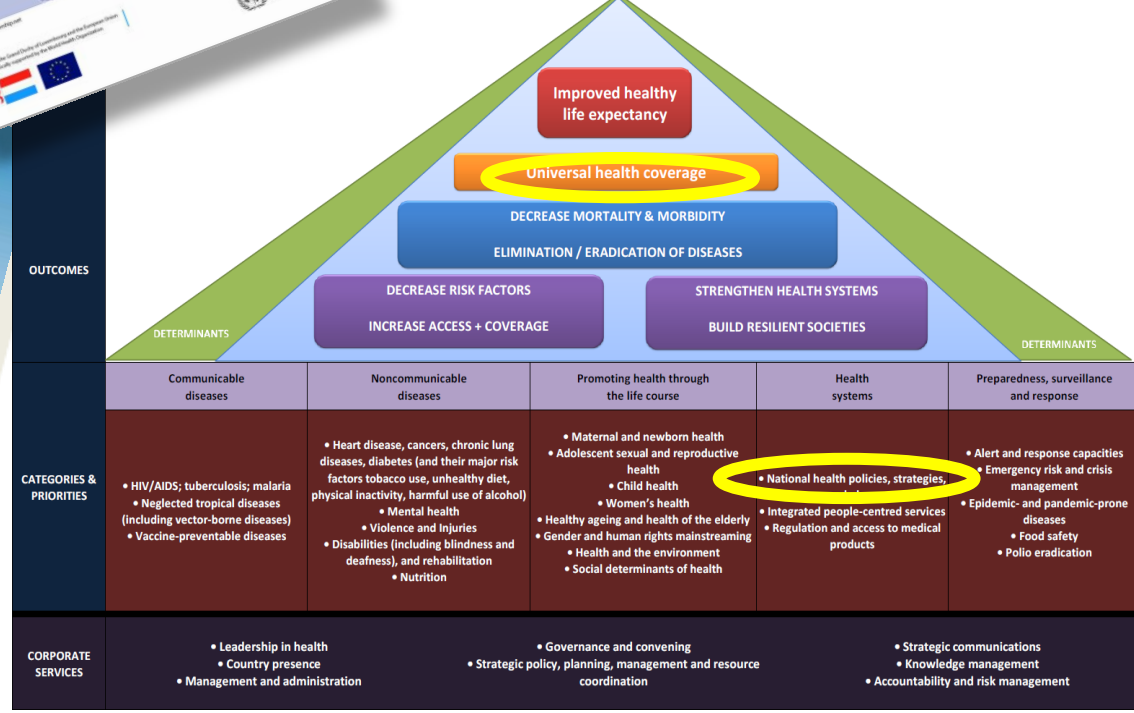 Improved healthy
life expectancy
Universal health coverage
DECREASE MORTALITY & MORBIDITY
ELIMINATION / ERADICATION OF DISEASES
OUTCOMES
DECREASE RISK FACTORS
INCREASE ACCESS + COVERAGE
STRENGTHEN HEALTH SYSTEMS
BUILD RESILIENT SOCIETIES
DETERMINANTS
DETERMINANTS
Communicable
diseases
Noncommunicable
diseases
Promoting health through
the life course
Health
systems
Preparedness, surveillance
and response
CATEGORIES &
PRIORITIES
• HIV/AIDS; tuberculosis; malaria
• Neglected tropical diseases
(including vector-borne diseases)
• Vaccine-preventable diseases
• Heart disease, cancers, chronic lung
diseases, diabetes (and their major risk
factors tobacco use, unhealthy diet,
physical inactivity, harmful use of alcohol)
• Mental health
• Violence and Injuries
• Disabilities (including blindness and
deafness), and rehabilitation
• Nutrition
• Maternal and newborn health
• Adolescent sexual and reproductive
health
• Child health
• Women's health
• Healthy ageing and health of the elderly
• Gender and human rights mainstreaming
• Health and the environment
• Social determinants of health
• National health policies, strategies,
• Integrated people-centred services
• Regulation and access to medical
products
• Alert and response capacities
• Emergency risk and crisis
management
• Epidemic- and pandemic-prone
diseases
• Food safety
• Polio eradication
CORPORATE
SERVICES
• Leadership in health
• Country presence
• Management and administration
• Governance and convening
• Strategic policy, planning, management and resource
coordination
• Strategic communications
• Knowledge management
• Accountability and risk management